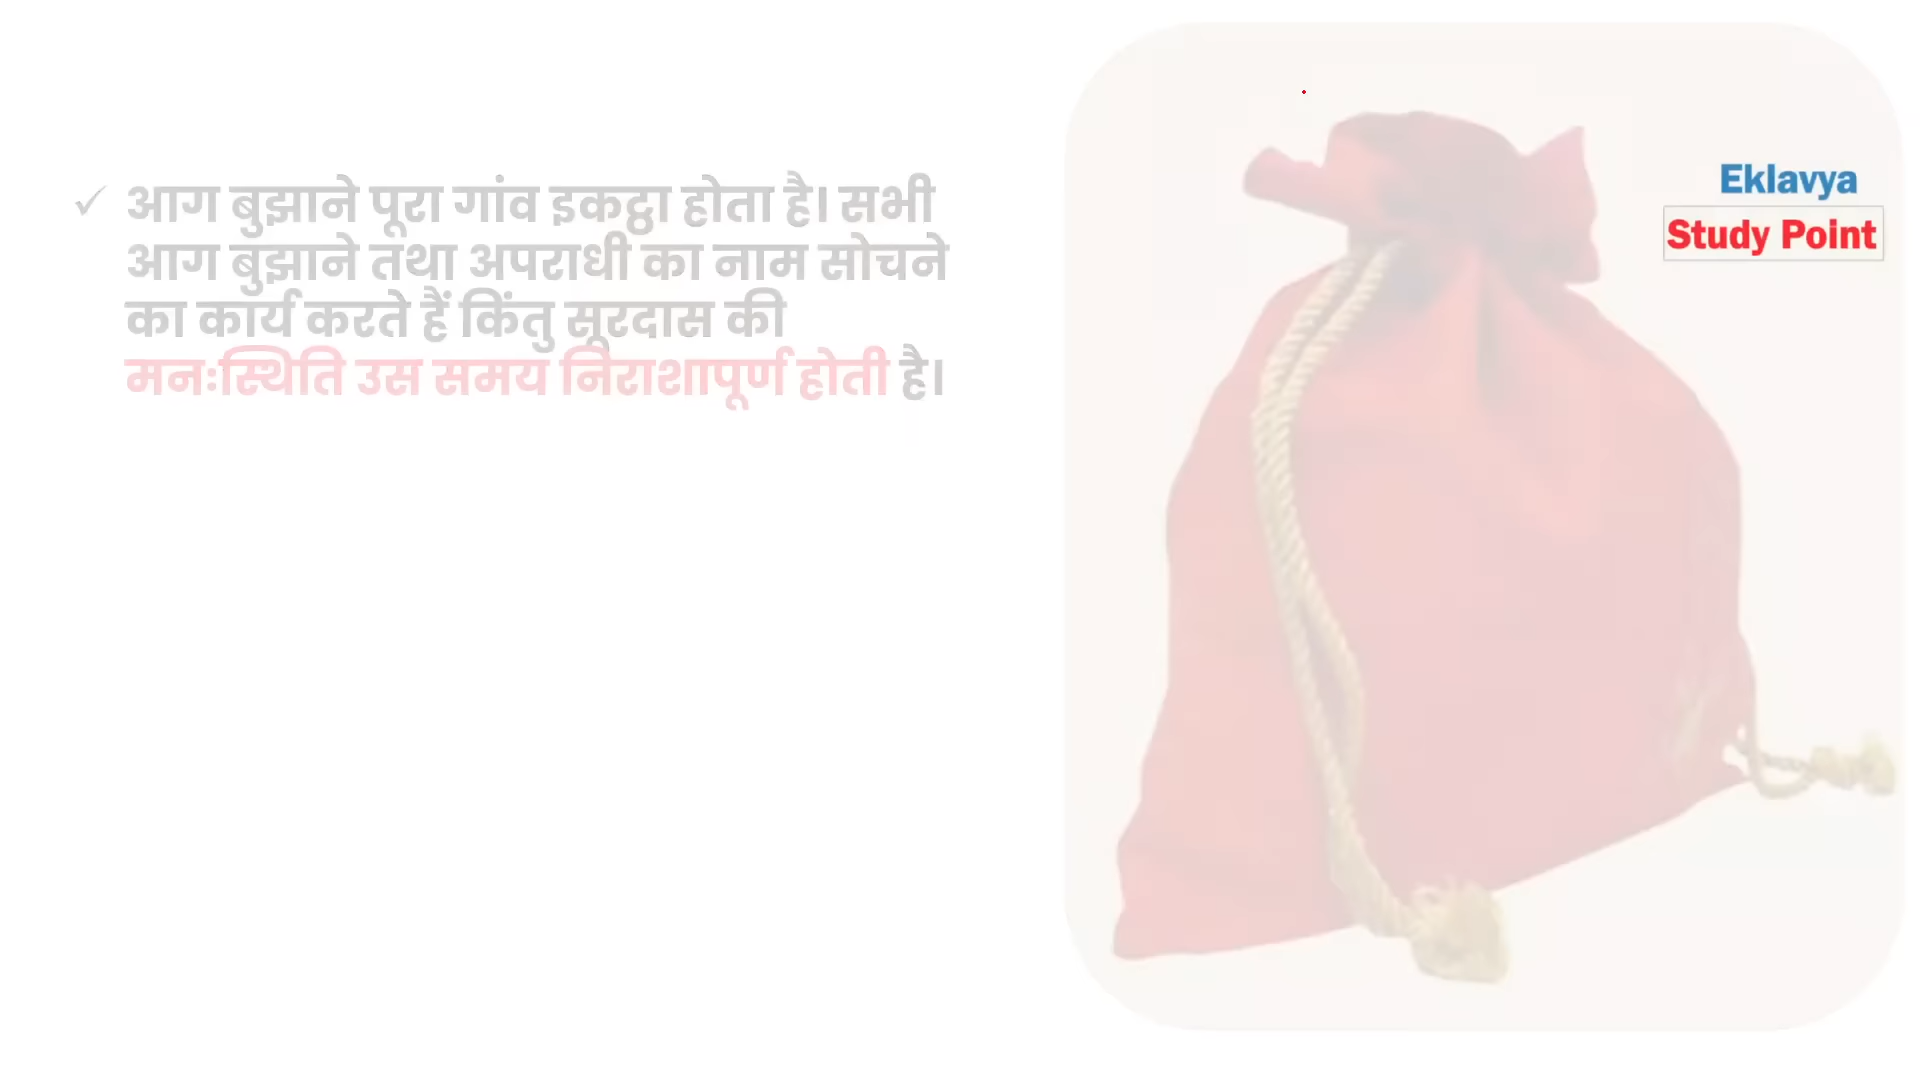 ✓ आग बुझाने पूरा गांव इकट्ठा होता है। सभी
आग बुझाने तथा अपराधी का नाम सोचने
का कार्य करते हैं किंतु सूरदास की
मनःस्थिति उस समय निराशापूर्ण होती है।
Eklavya
Study Point